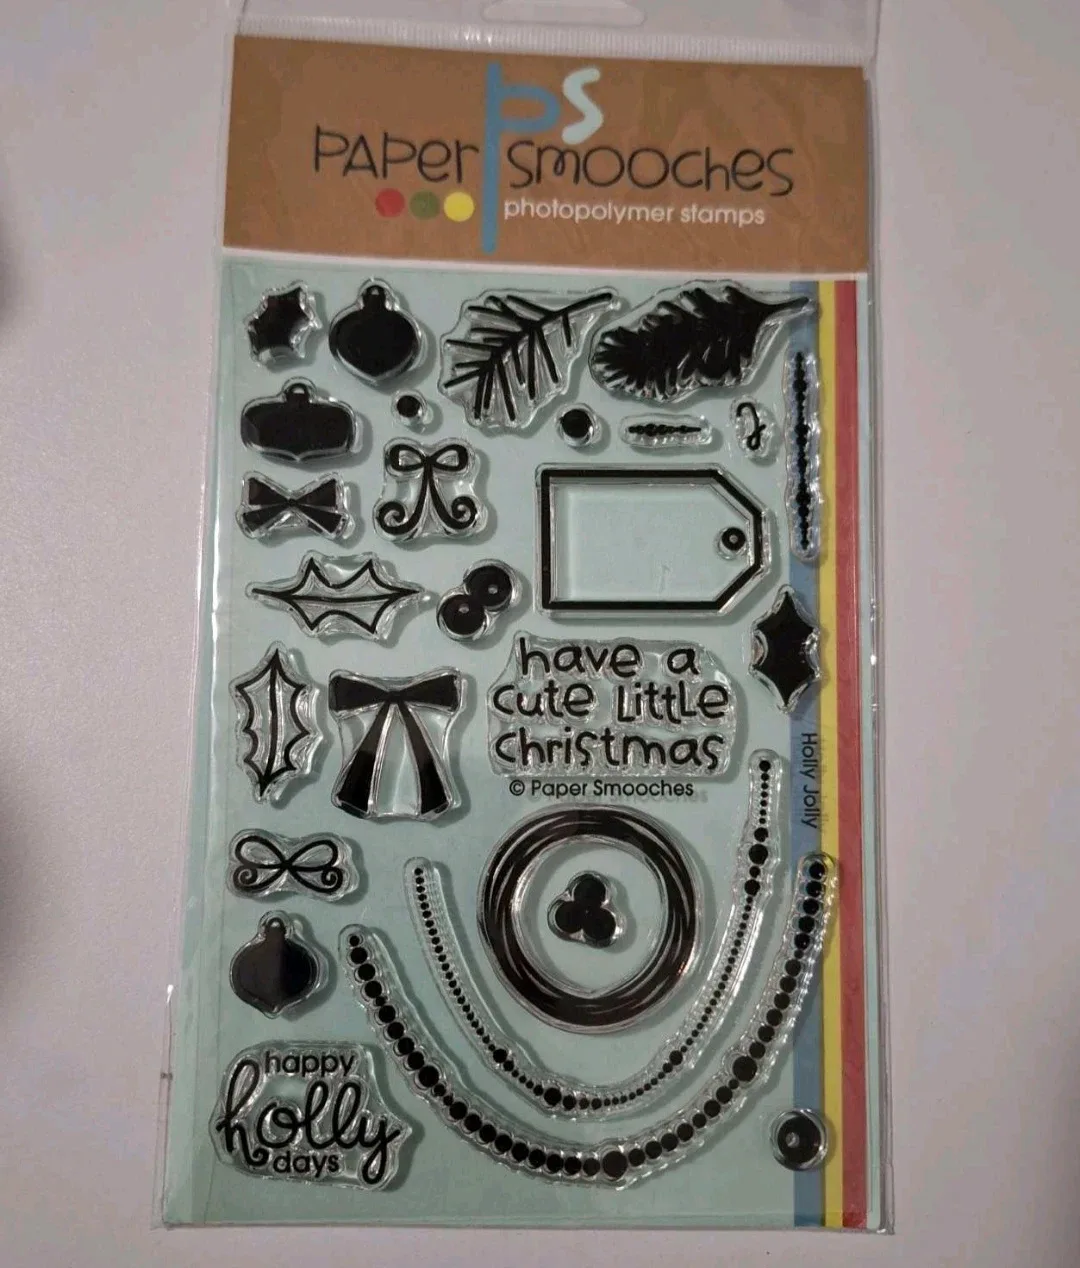 ps
PAPER SMOOCHES
photopolymer stamps
have a
cute little
christmas
© Paper Smooches
Holly Jolly
happy
holly
days